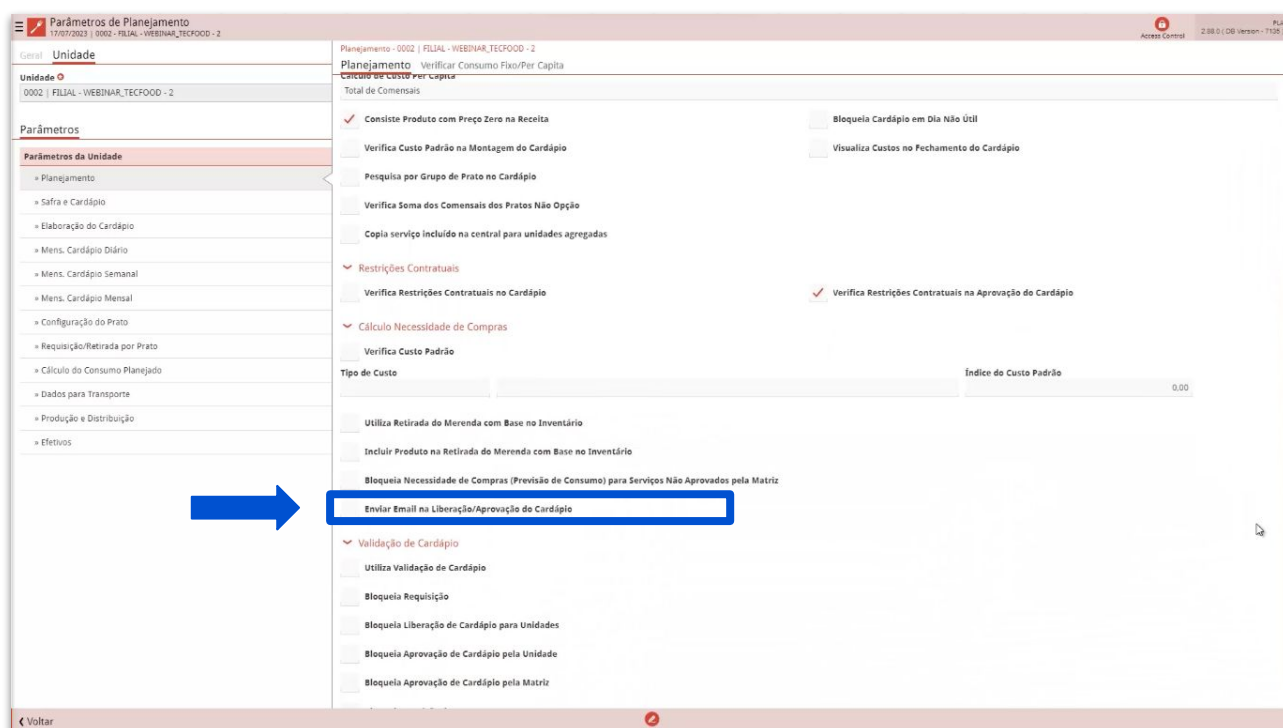 Parâmetros de Planejamento
17/07/2023 | 0002 - FILIAL - WEBINAR_TECFOOD - 2
Access Control
2.88.0 ( DB Version - 7135
Geral Unidade
Unidade
0002 | FILIAL - WEBINAR_TECFOOD - 2
Parâmetros
Parâmetros da Unidade
» Planejamento
» Safra e Cardápio
» Elaboração do Cardápio
» Mens. Cardápio Diário
» Mens. Cardápio Semanal
» Mens. Cardápio Mensal
» Configuração do Prato
» Requisição/Retirada por Prato
» Cálculo do Consumo Planejado
» Dados para Transporte
» Produção e Distribuição
» Efetivos
Planejamento - 0002 | FILIAL - WEBINAR_TECFOOD - 2
Planejamento Verificar Consumo Fixo/Per Capita
Cálculo de Custo Per Capita
Total de Comensais
Consiste Produto com Preço Zero na Receita
Bloqueia Cardápio em Dia Não Útil
Verifica Custo Padrão na Montagem do Cardápio
Visualiza Custos no Fechamento do Cardápio
Pesquisa por Grupo de Prato no Cardápio
Verifica Soma dos Comensais dos Pratos Não Opção
Copia serviço incluído na central para unidades agregadas
Restrições Contratuais
Verifica Restrições Contratuais no Cardápio
Verifica Restrições Contratuais na Aprovação do Cardápio
Cálculo Necessidade de Compras
Verifica Custo Padrão
Tipo de Custo
Índice do Custo Padrão
0,00
Utiliza Retirada do Merenda com Base no Inventário
Incluir Produto na Retirada do Merenda com Base no Inventário
Bloqueia Necessidade de Compras (Previsão de Consumo) para Serviços Não Aprovados pela Matriz
Enviar Email na Liberação/Aprovação do Cardápio
Validação de Cardápio
Utiliza Validação de Cardápio
Bloqueia Requisição
Bloqueia Liberação de Cardápio para Unidades
Bloqueia Aprovação de Cardápio pela Unidade
Bloqueia Aprovação de Cardápio pela Matriz
Voltar